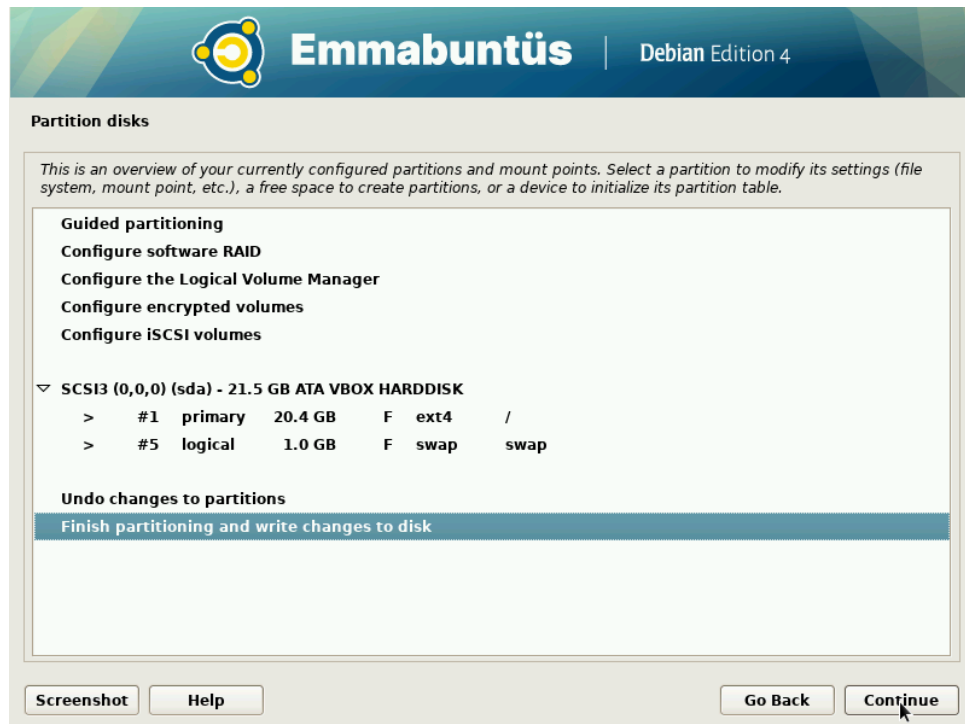 Emmabuntüs | Debian Edition 4
Partition disks
This is an overview of your currently configured partitions and mount points. Select a partition to modify its settings (file
system, mount point, etc.), a free space to create partitions, or a device to initialize its partition table.
Guided partitioning
Configure software RAID
Configure the Logical Volume Manager
Configure encrypted volumes
Configure iSCSI volumes
SCSI3 (0,0,0) (sda) - 21.5 GB ATA VBOX HARDDISK
> #1 primary 20.4 GB F ext4 /
> #5 logical 1.0 GB F swap swap
Undo changes to partitions
Finish partitioning and write changes to disk
Screenshot Help Go Back Continue